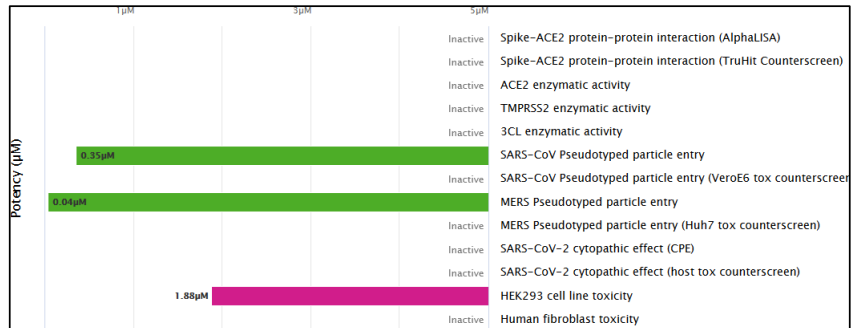 1µM 3µM 5µM
Potency (µM)
Inactive Spike-ACE2 protein-protein interaction (AlphaLISA)
Inactive Spike-ACE2 protein-protein interaction (TruHit Counterscreen)
Inactive ACE2 enzymatic activity
Inactive TMPRSS2 enzymatic activity
Inactive 3CL enzymatic activity
0.35µM SARS-CoV Pseudotyped particle entry
Inactive SARS-CoV Pseudotyped particle entry (VeroE6 tox counterscreen
0.04µM MERS Pseudotyped particle entry
Inactive MERS Pseudotyped particle entry (Huh7 tox counterscreen)
Inactive SARS-CoV-2 cytopathic effect (CPE)
Inactive SARS-CoV-2 cytopathic effect (host tox counterscreen)
1.88µM HEK293 cell line toxicity
Inactive Human fibroblast toxicity